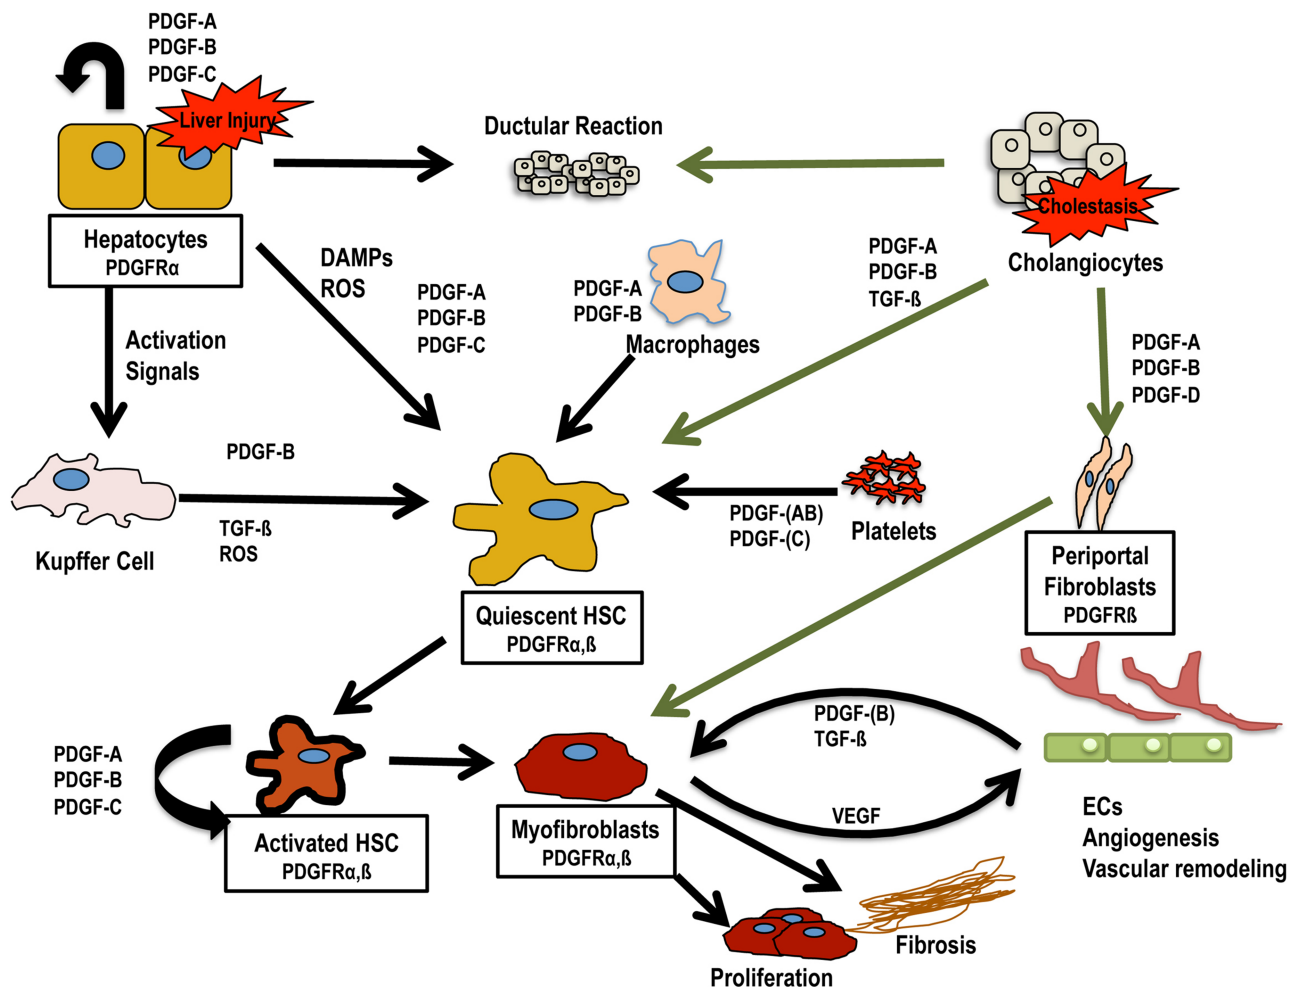 PDGF-A
PDGF-B
PDGF-C
Liver Injury
Hepatocytes
PDGFRα
Ductular Reaction
Cholestasis
Cholangiocytes
DAMPs
ROS
PDGF-A
PDGF-B
PDGF-C
PDGF-A
PDGF-B
Macrophages
PDGF-A
PDGF-B
TGF-ß
PDGF-A
PDGF-B
PDGF-D
Activation
Signals
PDGF-B
TGF-ß
ROS
Kupffer Cell
PDGF-(AB)
PDGF-(C)
Platelets
Quiescent HSC
PDGFRα,ß
Periportal
Fibroblasts
PDGFRß
PDGF-A
PDGF-B
PDGF-C
Activated HSC
PDGFRα,ß
Myofibroblasts
PDGFRα,ß
PDGF-(B)
TGF-ß
VEGF
ECs
Angiogenesis
Vascular remodeling
Fibrosis
Proliferation